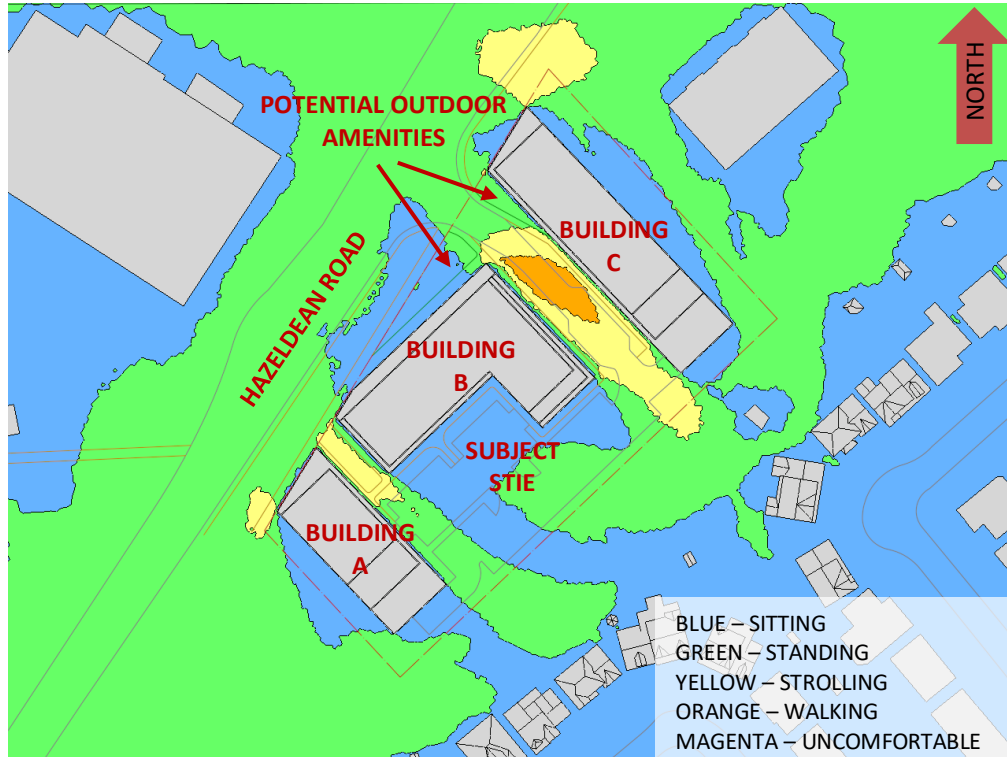 NORTH
POTENTIAL OUTDOOR
AMENITIES
BUILDING
C
HAZELDEAN ROAD
BUILDING
B
SUBJECT
STIE
BUILDING
A
BLUE – SITTING
GREEN – STANDING
YELLOW – STROLLING
ORANGE – WALKING
MAGENTA – UNCOMFORTABLE